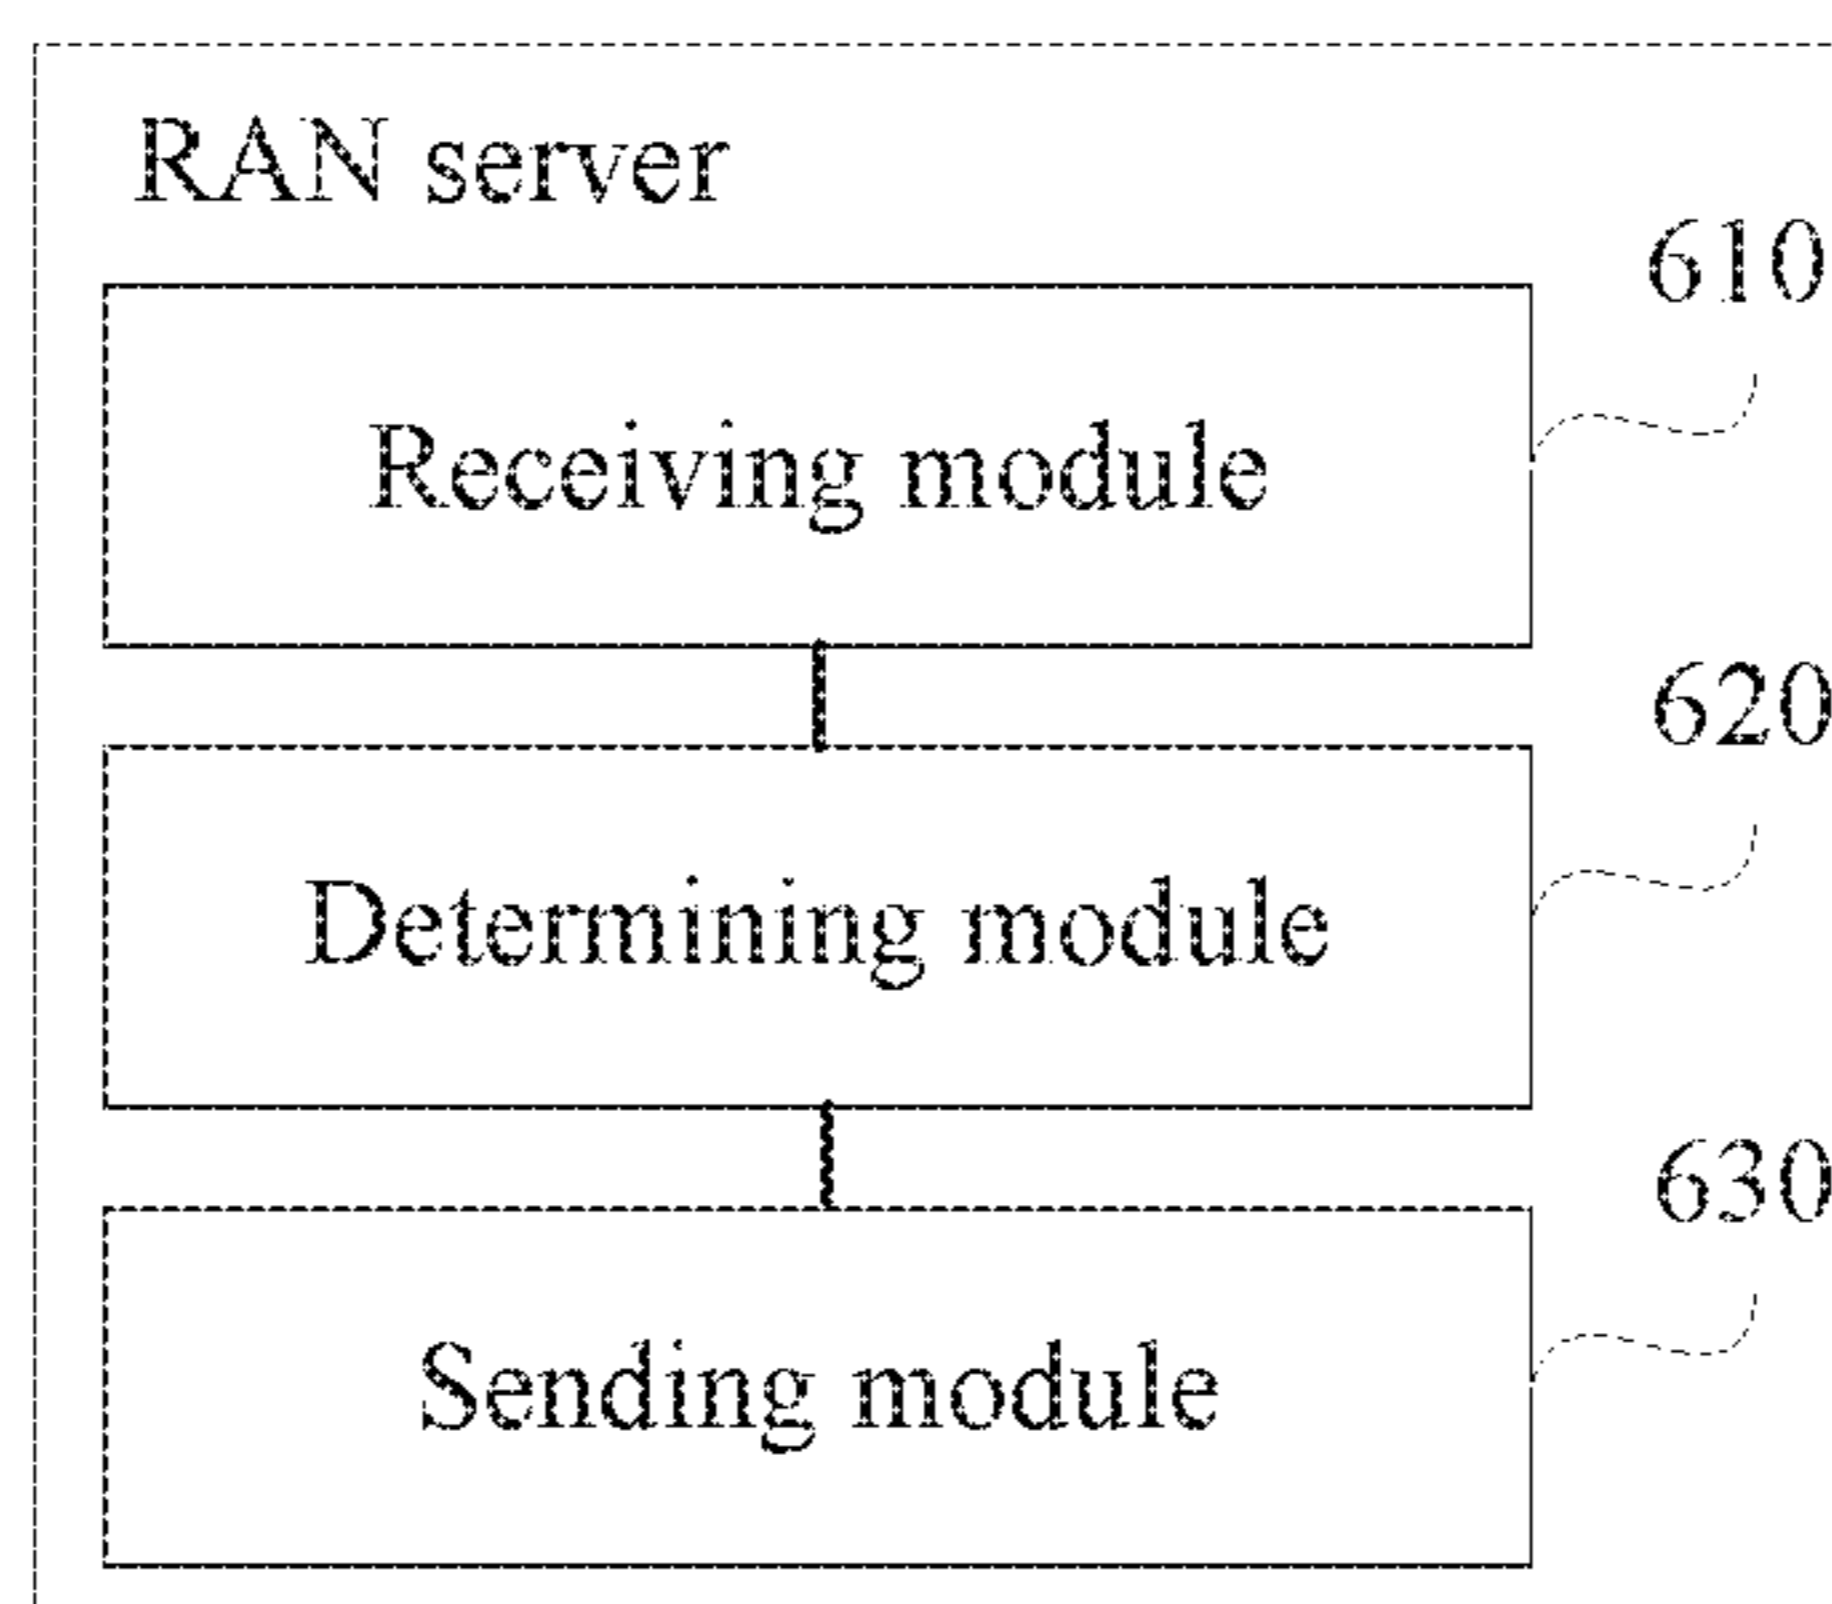 RAN server
610
Receiving module
620
Determining module
630
Sending module